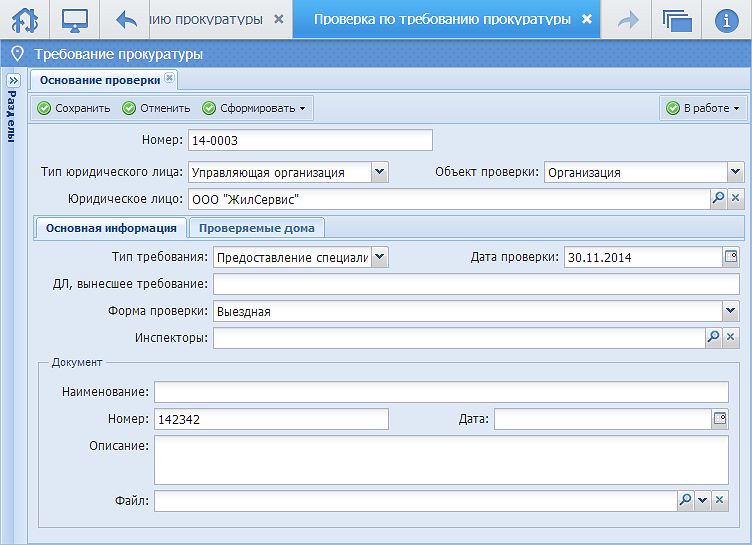 нию прокуратуры
Проверка по требованию прокуратуры
Требование прокуратуры
Разделы
Основание проверки
Сохранить Отменить Сформировать В работе
Номер: 14-0003
Тип юридического лица: Управляющая организация Объект проверки: Организация
Юридическое лицо: ООО "ЖилСервис"
Основная информация Проверяемые дома
Тип требования: Предоставление специали Дата проверки: 30.11.2014
ДЛ, вынесшее требование:
Форма проверки: Выездная
Инспекторы:
Документ
Наименование:
Номер: 142342 Дата:
Описание:
Файл: